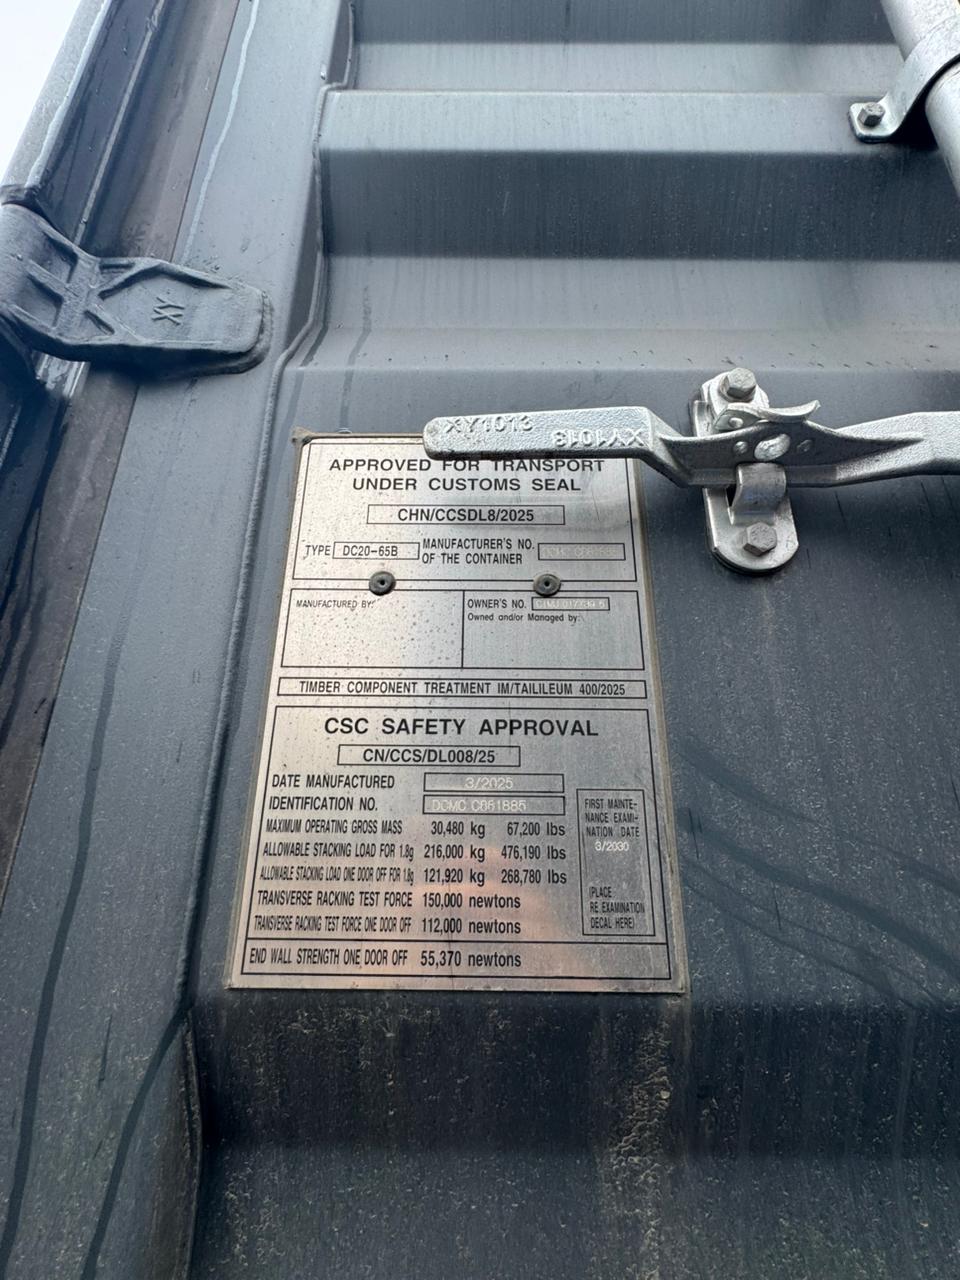 XY
XY1013
XY1013
APPROVED FOR TRANSPORT
UNDER CUSTOMS SEAL
CHN/CCSDL8/2025
TYPE DC20-65B MANUFACTURER'S NO.
OF THE CONTAINER
MANUFACTURED BY:
OWNER'S NO.
Owned and/or Managed by:
TIMBER COMPONENT TREATMENT IM/TAILILEUM 400/2025
CSC SAFETY APPROVAL
CN/CCS/DL008/25
DATE MANUFACTURED 3/2025
IDENTIFICATION NO. DCMC C061885
MAXIMUM OPERATING GROSS MASS 30,480 kg 67,200 lbs
ALLOWABLE STACKING LOAD FOR 1.8g 216,000 kg 476,190 lbs
ALLOWABLE STACKING LOAD ONE DOOR OFF FOR 1.8g 121,920 kg 268,780 lbs
TRANSVERSE RACKING TEST FORCE 150,000 newtons
TRANSVERSE RACKING TEST FORCE ONE DOOR OFF 112,000 newtons
END WALL STRENGTH ONE DOOR OFF 55,370 newtons
FIRST MAINTE-
NANCE EXAMI-
NATION DATE
3/2030
(PLACE
RE EXAMINATION
DECAL HERE)